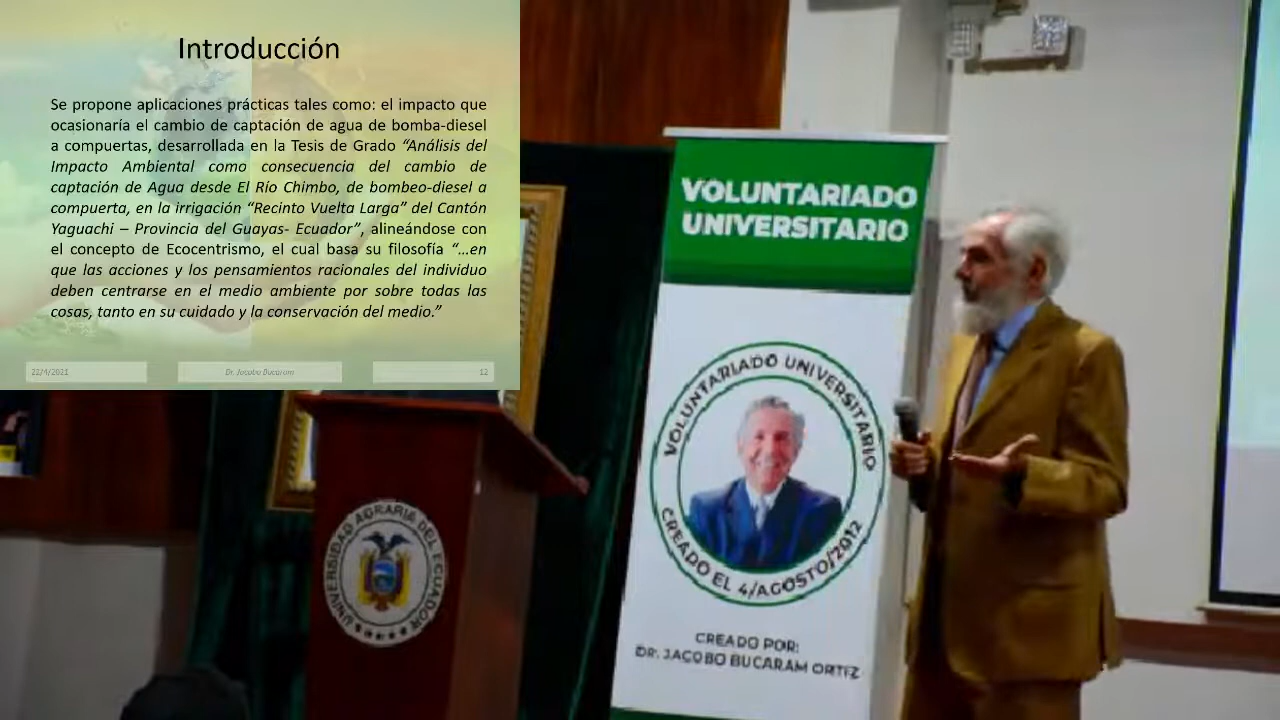 Introducción
Se propone aplicaciones prácticas tales como: el impacto que
ocasionaría el cambio de captación de agua de bomba-diesel
a compuertas, desarrollada en la Tesis de Grado “Análisis del
Impacto Ambiental como consecuencia del cambio de
captación de Agua desde El Río Chimbo, de bombeo-diesel a
compuerta, en la irrigación “Recinto Vuelta Larga” del Cantón
Yaguachi – Provincia del Guayas- Ecuador”, alineándose con
el concepto de Ecocentrismo, el cual basa su filosofía “...en
que las acciones y los pensamientos racionales del individuo
deben centrarse en el medio ambiente por sobre todas las
cosas, tanto en su cuidado y la conservación del medio.”
22/4/2021
Dr. Jacobo Bucaram
12
VOLUNTARIADO
UNIVERSITARIO
VOLUNTARIADO UNIVERSITARIO
CREADO EL 4/AGOSTO/2012
CREADO POR:
DR. JACOBO BUCARAM ORTIZ
UNIVERSIDAD AGRARIA DEL ECUADOR